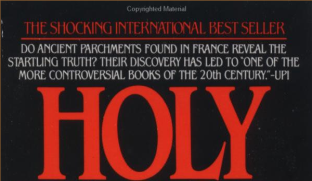 Copyrighted Material
THE SHOCKING INTERNATIONAL BEST SELLER
DO ANCIENT PARCHMENTS FOUND IN FRANCE REVEAL THE
STARTLING TRUTH? THEIR DISCOVERY HAS LED TO "ONE OF THE
MORE CONTROVERSIAL BOOKS OF THE 20th CENTURY."-UPI
HOLY